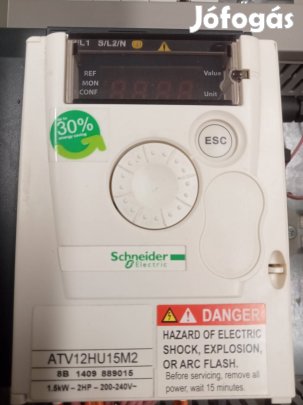 Jófogás
/L1 S/L2/N
REF
MON
CONF
Value
Unit
30%
energy saving
ESC
Schneider
Electric
DANGER
HAZARD OF ELECTRIC
SHOCK, EXPLOSION,
OR ARC FLASH.
Before servicing, remove all
power, wait 15 minutes.
ATV12HU15M2
8B 1409 889015
1.5kW - 2HP - 200-240V~